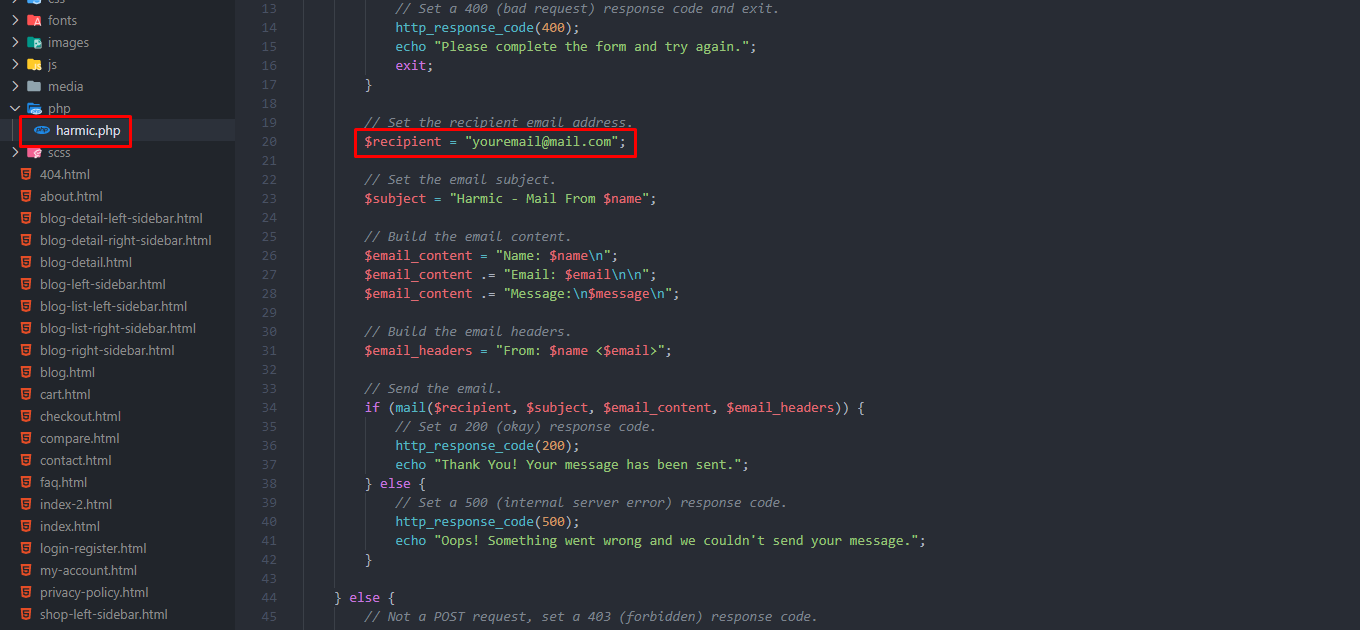 css
fonts
images
js
media
php
harmic.php
scss
404.html
about.html
blog-detail-left-sidebar.html
blog-detail-right-sidebar.html
blog-detail.html
blog-left-sidebar.html
blog-list-left-sidebar.html
blog-list-right-sidebar.html
blog-right-sidebar.html
blog.html
cart.html
checkout.html
compare.html
contact.html
faq.html
index-2.html
index.html
login-register.html
my-account.html
privacy-policy.html
shop-left-sidebar.html
13 // Set a 400 (bad request) response code and exit.
14 http_response_code(400);
15 echo "Please complete the form and try again.";
16 exit;
17 }
18
19 // Set the recipient email address.
20 $recipient = "youremail@mail.com";
21
22 // Set the email subject.
23 $subject = "Harmic - Mail From $name";
24
25 // Build the email content.
26 $email_content = "Name: $name\n";
27 $email_content .= "Email: $email\n\n";
28 $email_content .= "Message:\n$message\n";
29
30 // Build the email headers.
31 $email_headers = "From: $name <$email>";
32
33 // Send the email.
34 if (mail($recipient, $subject, $email_content, $email_headers)) {
35 // Set a 200 (okay) response code.
36 http_response_code(200);
37 echo "Thank You! Your message has been sent.";
38 } else {
39 // Set a 500 (internal server error) response code.
40 http_response_code(500);
41 echo "Oops! Something went wrong and we couldn't send your message.";
42 }
43
44 } else {
45 // Not a POST request, set a 403 (forbidden) response code.